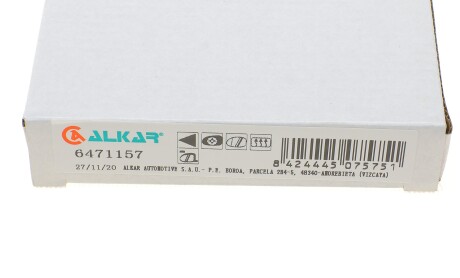 ALKAR®
6471157
8 424445 075751
27/11/20 ALKAR AUTOMOTIVE S.A.U.- P.E. BOROA, PARCELA 2B4-5, 48340-AMOREBIETA (VIZCAYA)